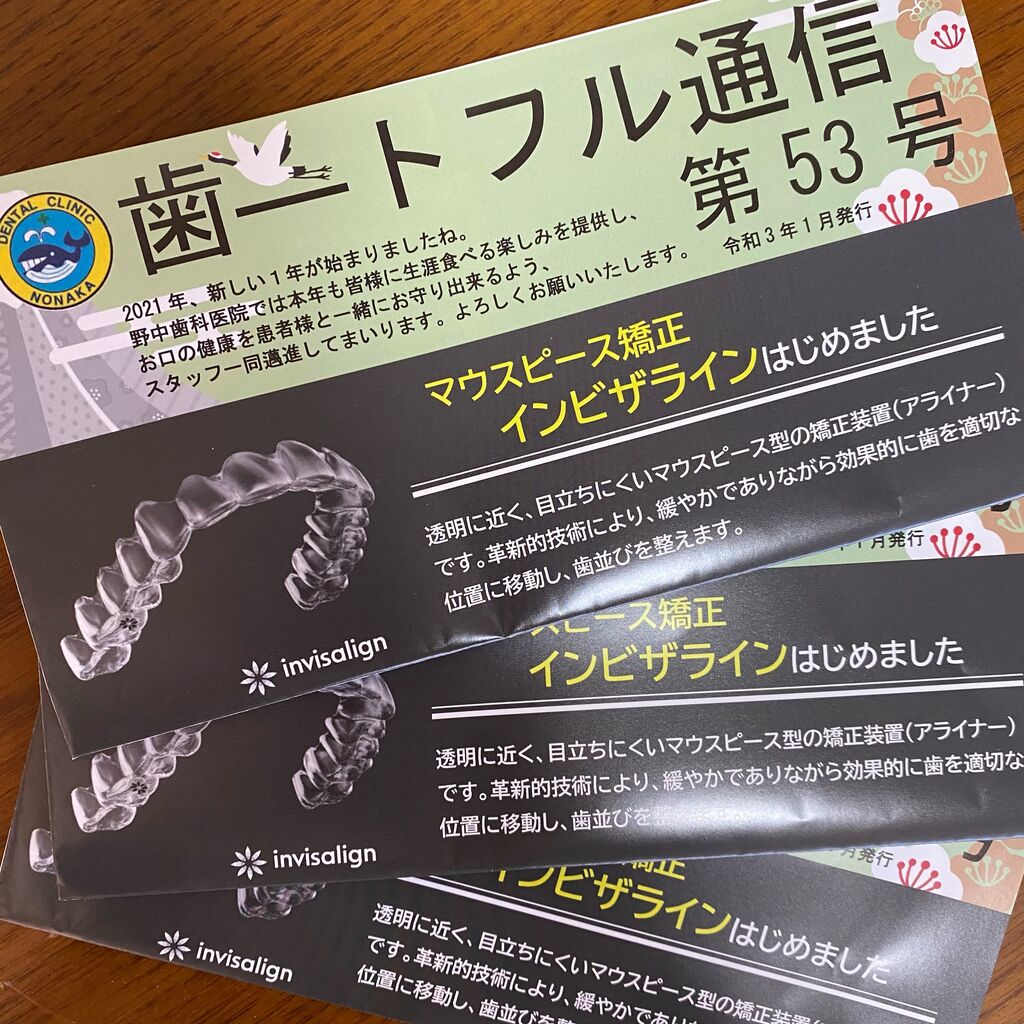 歯ートフル通信
第53号
令和3年1月発行
DENTAL CLINIC
NONAKA
2021年、新しい1年が始まりましたね。
野中歯科医院では本年も皆様に生涯食べる楽しみを提供し、
お口の健康を患者様と一緒にお守り出来るよう、
スタッフ一同邁進してまいります。よろしくお願いいたします。
マウスピース矯正
インビザラインはじめました
透明に近く、目立ちにくいマウスピース型の矯正装置(アライナー)
です。革新的技術により、緩やかでありながら効果的に歯を適切な
位置に移動し、歯並びを整えます。
invisalign
月発行
スピース矯正
インビザラインはじめました
透明に近く、目立ちにくいマウスピース型の矯正装置(アライナー)
です。革新的技術により、緩やかでありながら効果的に歯を適切な
位置に移動し、歯並びを
invisalign
月発行
矯正
インビザラインはじめました
透明に近く、目立ちにくいマウスピース型の矯正装置(
です。革新的技術により、緩やかでありながら
位置に移動し、歯並びを整
invisalign